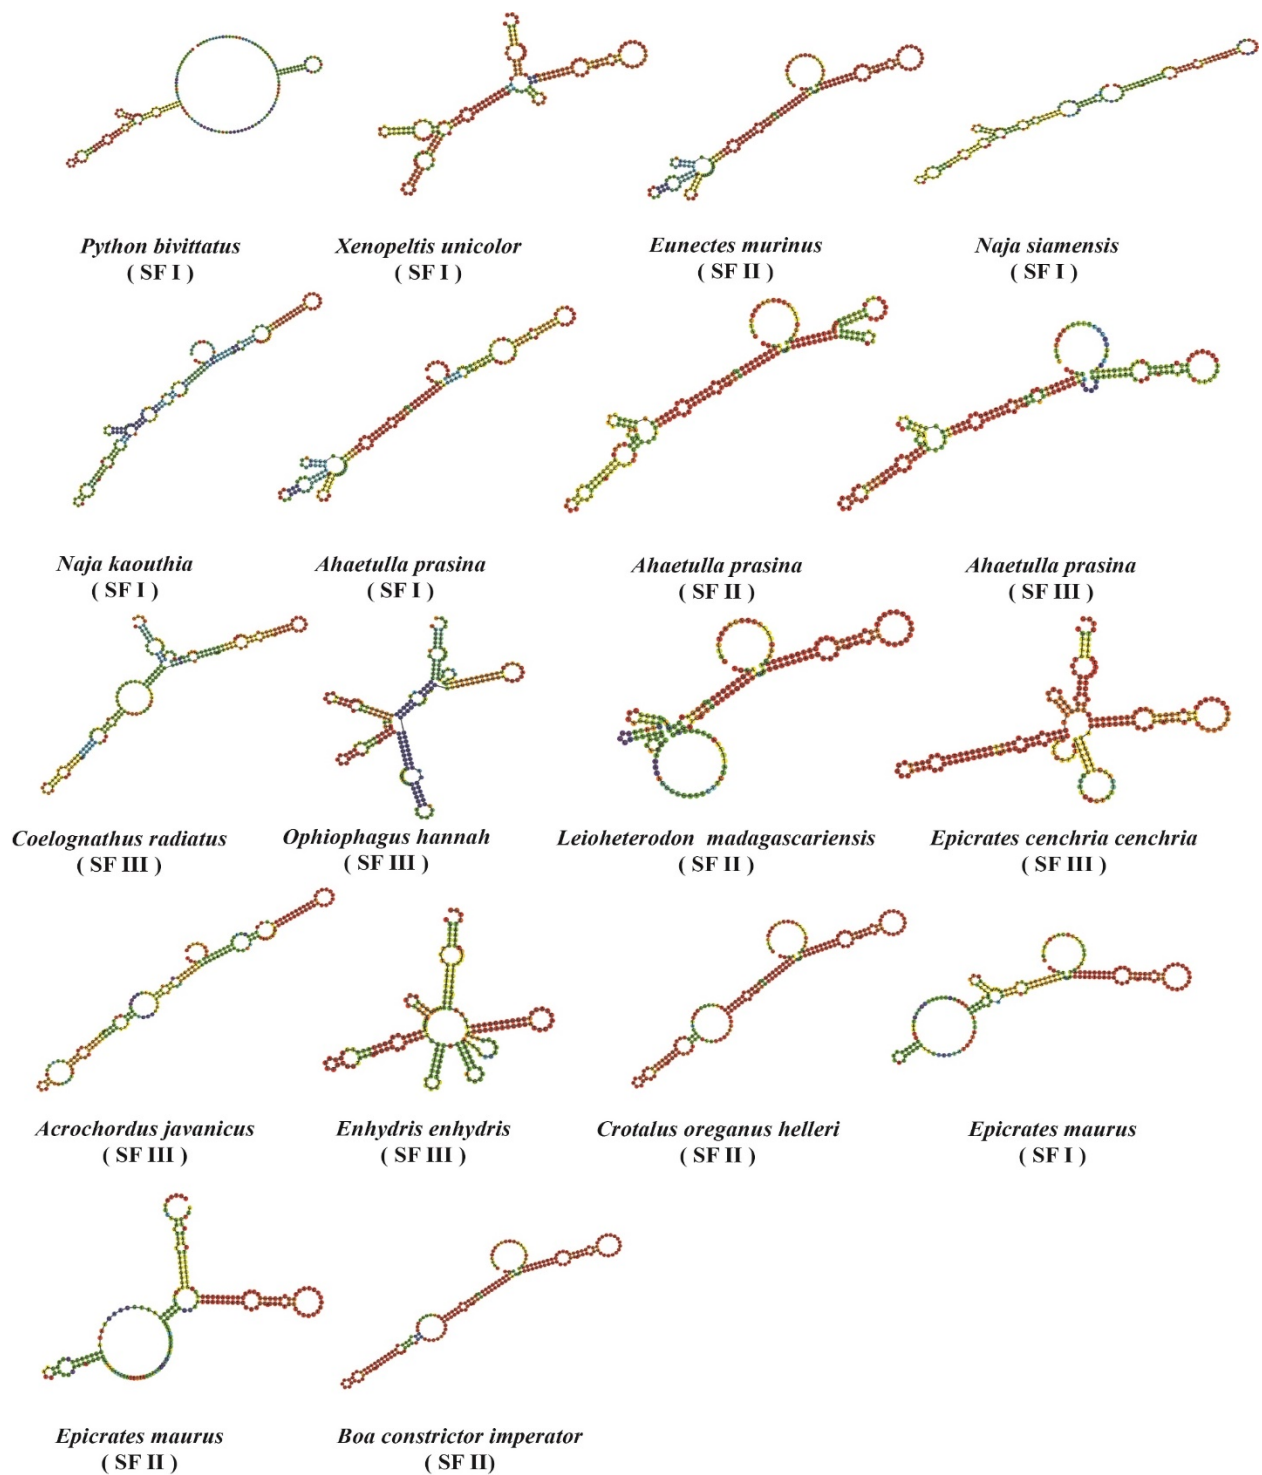 Python bivittatus
( SF I )
Xenopeltis unicolor
( SF I )
Eunectes murinus
( SF II )
Naja siamensis
( SF I )
Naja kaouthia
( SF I )
Ahaetulla prasina
( SF I )
Ahaetulla prasina
( SF II )
Ahaetulla prasina
( SF III )
Coelognathus radiatus
( SF III )
Ophiophagus hannah
( SF III )
Leioheterodon madagascariensis
( SF II )
Epicrates cenchria cenchria
( SF III )
Acrochordus javanicus
( SF III )
Enhydris enhydris
( SF III )
Crotalus oreganus helleri
( SF II )
Epicrates maurus
( SF I )
Epicrates maurus
( SF II )
Boa constrictor imperator
( SF II)